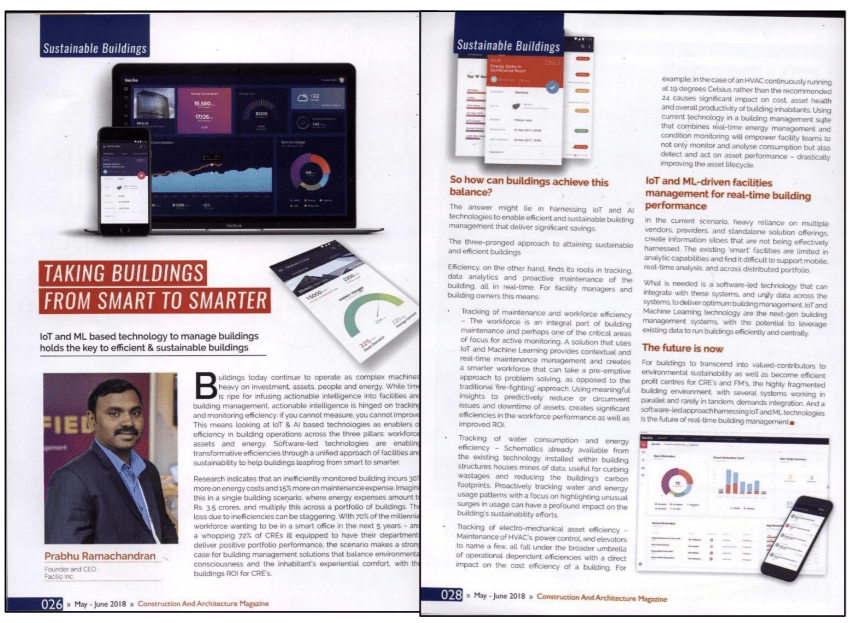 Sustainable Buildings
facilio
15,580
17,126
+22
MacBook
TAKING BUILDINGS
FROM SMART TO SMARTER
IoT and ML based technology to manage buildings
holds the key to efficient & sustainable buildings
Prabhu Ramachandran
Founder and CEO
Facilio Inc.
Buildings today continue to operate as complex machines
heavy on investment, assets, people and energy. While time
is ripe for infusing actionable intelligence into facilities and
building management, actionable intelligence is hinged on tracking
and monitoring efficiency; if you cannot measure, you cannot improve.
This means looking at IoT & AI based technologies as enablers o
efficiency in building operations across the three pillars: workforce
assets and energy. Software-led technologies are enabling
transformative efficiencies through a unified approach of facilities and
sustainability to help buildings leapfrog from smart to smarter.
Research indicates that an inefficiently monitored building incurs 30%
more on energy costs and 15% more on maintenance expense. Imagine
this in a single building scenario, where energy expenses amount to
Rs. 3.5 crores, and multiply this across a portfolio of buildings. The
loss due to inefficiencies can be staggering. With 70% of the millennial
workforce wanting to be in a smart office in the next 5 years – and
a whopping 72% of CREs ill equipped to have their department
deliver positive portfolio performance, the scenario makes a strong
case for building management solutions that balance environmental
consciousness and the inhabitant's experiential comfort, with the
buildings ROI for CRE's.
026 » May - June 2018 » Construction And Architecture Magazine
Sustainable Buildings
Energy Spike in
Conference Room
So how can buildings achieve this
balance?
The answer might lie in harnessing IoT and AI
technologies to enable efficient and sustainable building
management that deliver significant savings.
The three-pronged approach to attaining sustainable
and efficient buildings
Efficiency, on the other hand, finds its roots in tracking,
data analytics and proactive maintenance of the
building, all in real-time. For facility managers and
building owners this means:
· Tracking of maintenance and workforce efficiency
– The workforce is an integral part of building
maintenance and perhaps one of the critical areas
of focus for active monitoring. A solution that uses
IoT and Machine Learning provides contextual and
real-time maintenance management and creates
a smarter workforce that can take a pre-emptive
approach to problem solving, as opposed to the
traditional 'fire-fighting' approach. Using meaningful
insights to predictively reduce or circumvent
issues and downtime of assets, creates significant
efficiencies in the workforce performance as well as
improved ROI.
· Tracking of water consumption and energy
efficiency – Schematics already available from
the existing technology installed within building
structures houses mines of data, useful for curbing
wastages and reducing the building's carbon
footprints. Proactively tracking water and energy
usage patterns with a focus on highlighting unusual
surges in usage can have a profound impact on the
building's sustainability efforts.
· Tracking of electro-mechanical asset efficiency -
Maintenance of HVAC's, power control, and elevators
to name a few, all fall under the broader umbrella
of operational dependent efficiencies with a direct
impact on the cost efficiency of a building. For
example, in the case of an HVAC continuously running
at 19 degrees Celsius rather than the recommended
24 causes significant impact on cost, asset health
and overall productivity of building inhabitants. Using
current technology in a building management suite
that combines real-time energy management and
condition monitoring will empower facility teams to
not only monitor and analyse consumption but also
detect and act on asset performance – drastically
improving the asset lifecycle.
IoT and ML-driven facilities
management for real-time building
performance
In the current scenario, heavy reliance on multiple
vendors, providers, and standalone solution offerings,
create information siloes that are not being effectively
harnessed. The existing 'smart' facilities are limited in
analytic capabilities and find it difficult to support mobile,
real-time analysis, and across distributed portfolio.
What is needed is a software-led technology that can
integrate with these systems, and unify data across the
systems, to deliver optimum building management. IoT and
Machine Learning technology are the next-gen building
management systems, with the potential to leverage
existing data to run buildings efficiently and centrally.
The future is now
For buildings to transcend into valued-contributors to
environmental sustainability as well as become efficient
profit centres for CRE's and FM's, the highly fragmented
building environment, with several systems working in
parallel and rarely in tandem, demands integration. And a
software-led approach harnessing IoT and ML technologies
is the future of real-time building management.
028 » May - June 2018 » Construction And Architecture Magazine